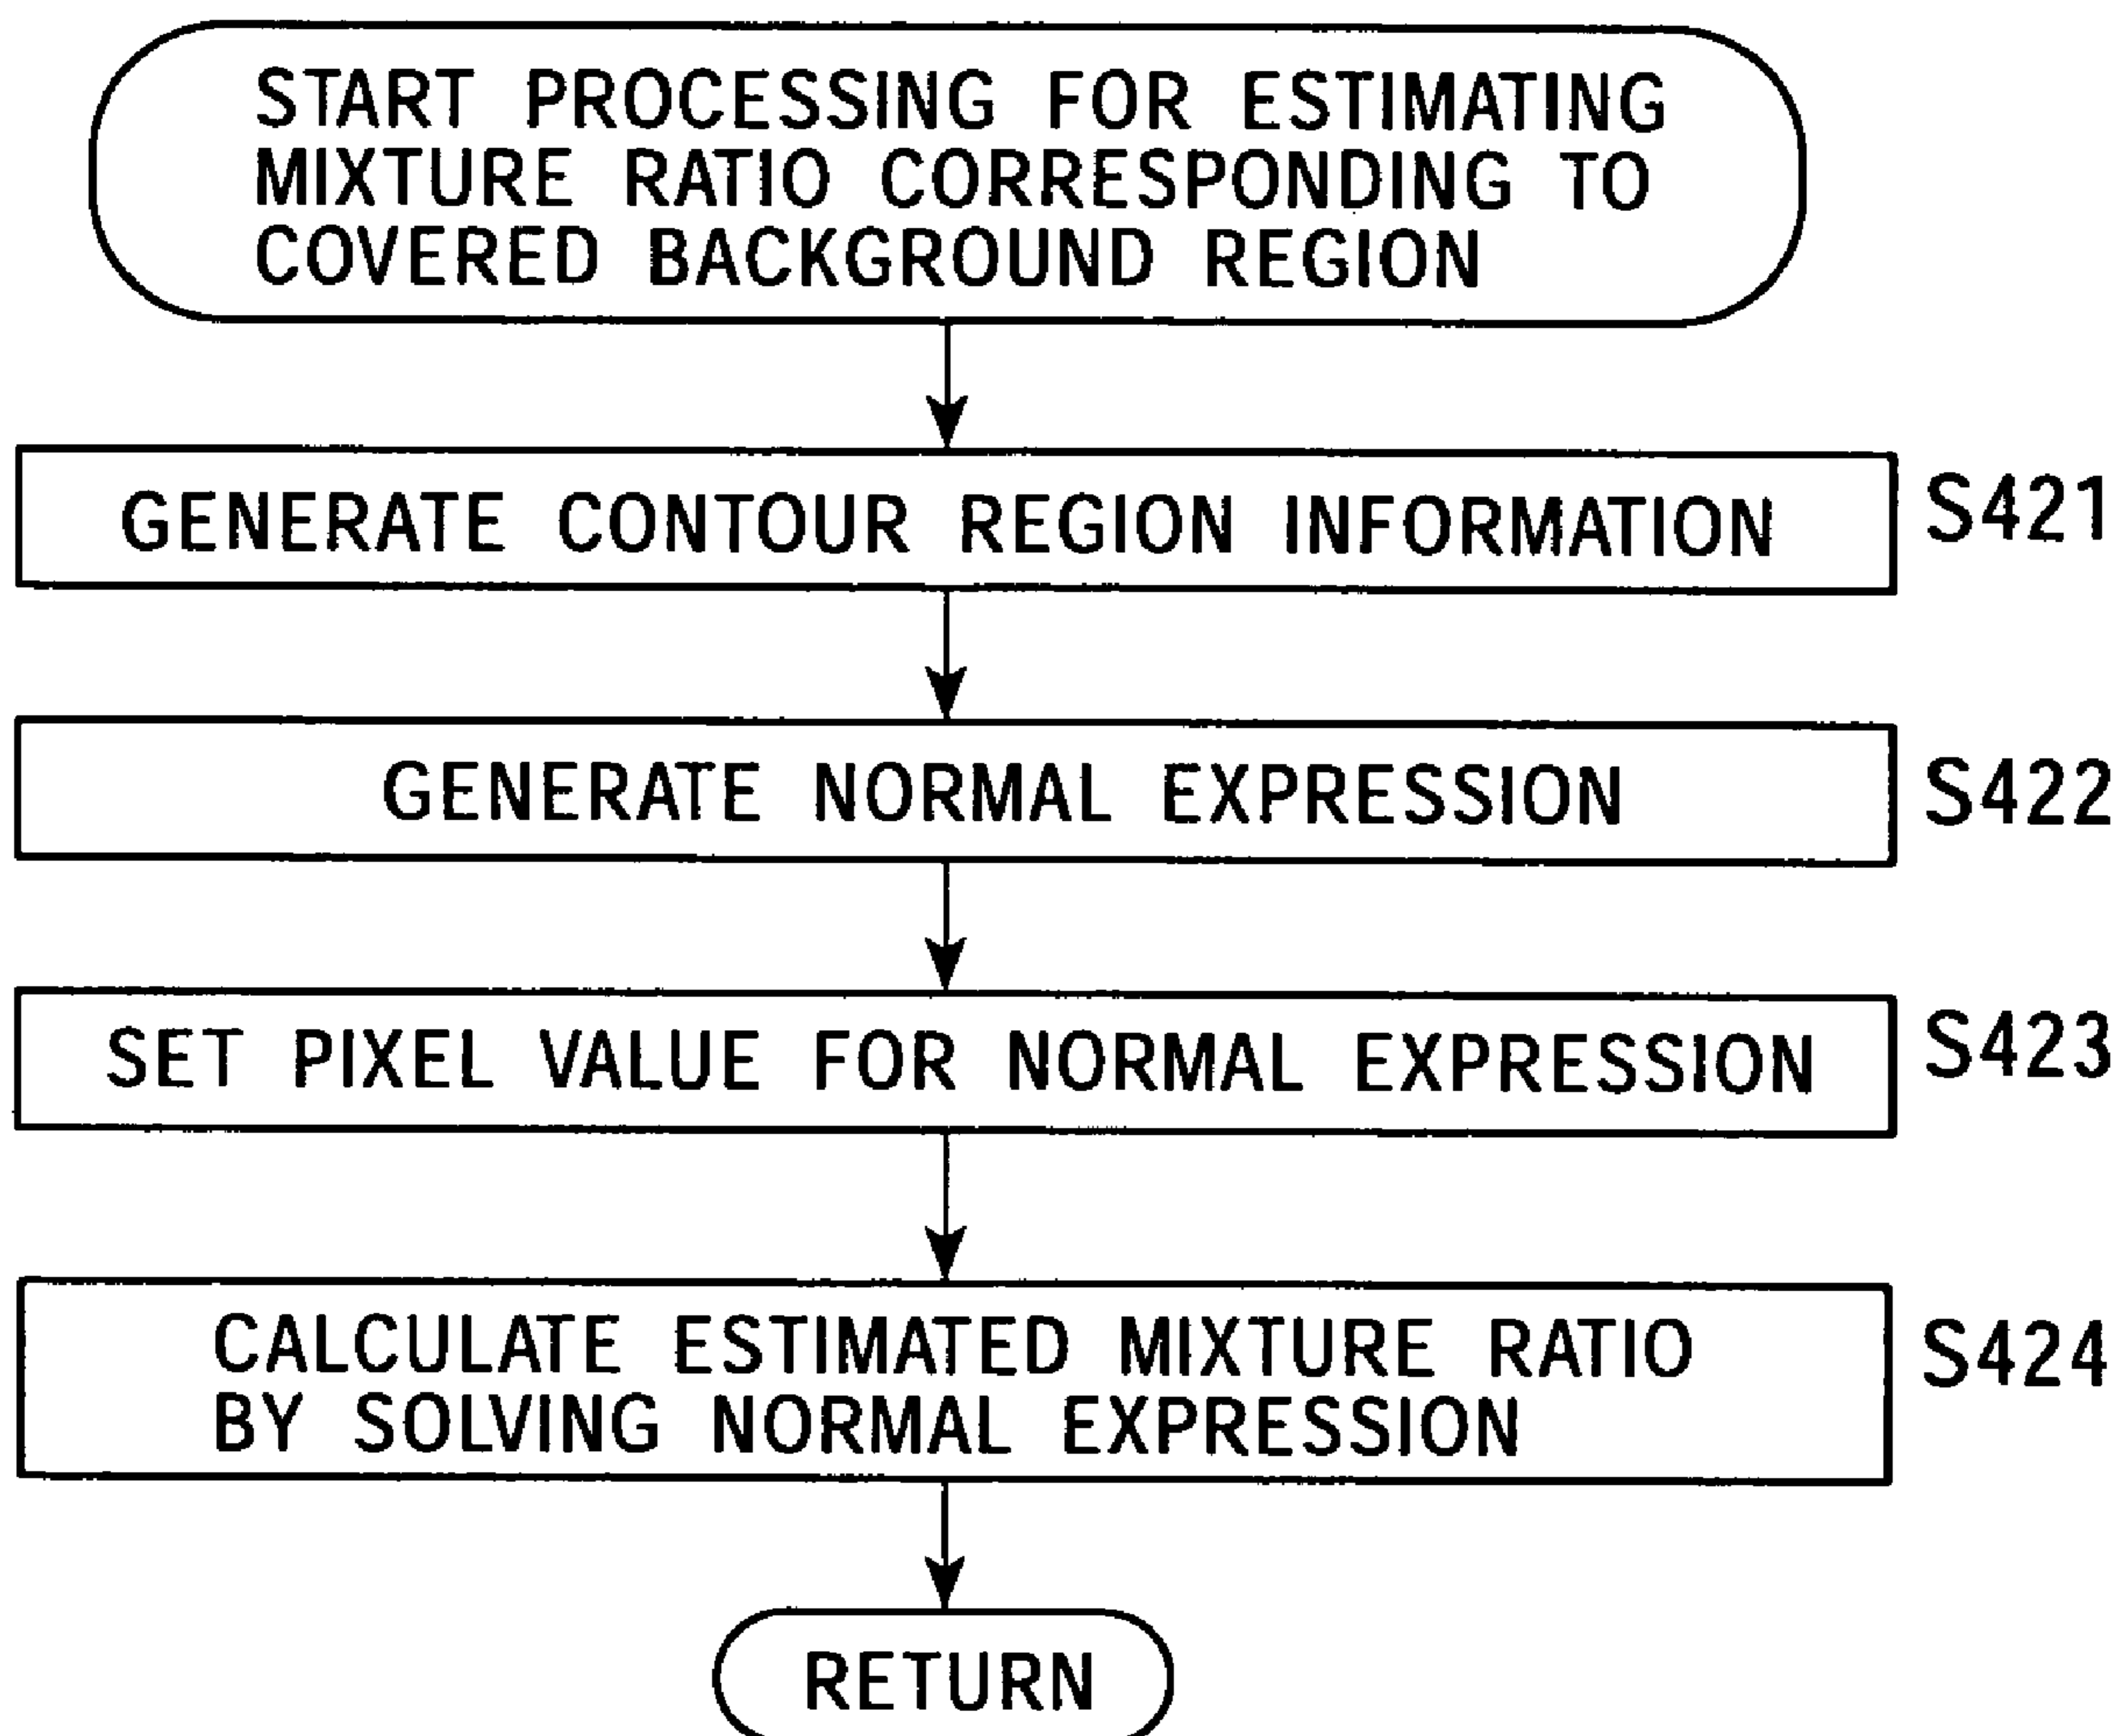 START PROCESSING FOR ESTIMATING
MIXTURE RATIO CORRESPONDING TO
COVERED BACKGROUND REGION
GENERATE CONTOUR REGION INFORMATION
S421
GENERATE NORMAL EXPRESSION
S422
SET PIXEL VALUE FOR NORMAL EXPRESSION
S423
CALCULATE ESTIMATED MIXTURE RATIO
BY SOLVING NORMAL EXPRESSION
S424
RETURN